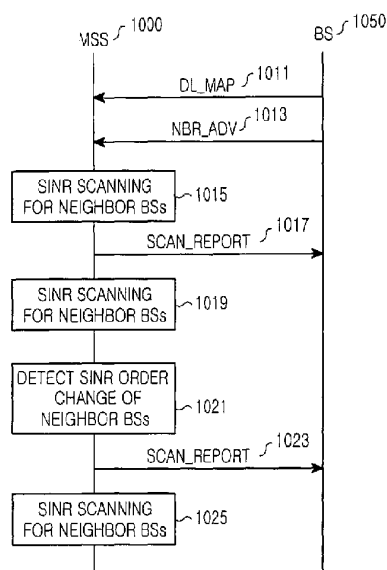 MSS
1000
BS
1050
DL_MAP
1011
NBR_ADV
1013
SINR SCANNING
FOR NEIGHBOR BSs
1015
SCAN_REPORT
1017
SINR SCANNING
FOR NEIGHBOR BSs
1019
DETECT SINR ORDER
CHANGE OF
NEIGHBOR BSs
1021
SCAN_REPORT
1023
SINR SCANNING
FOR NEIGHBOR BSs
1025